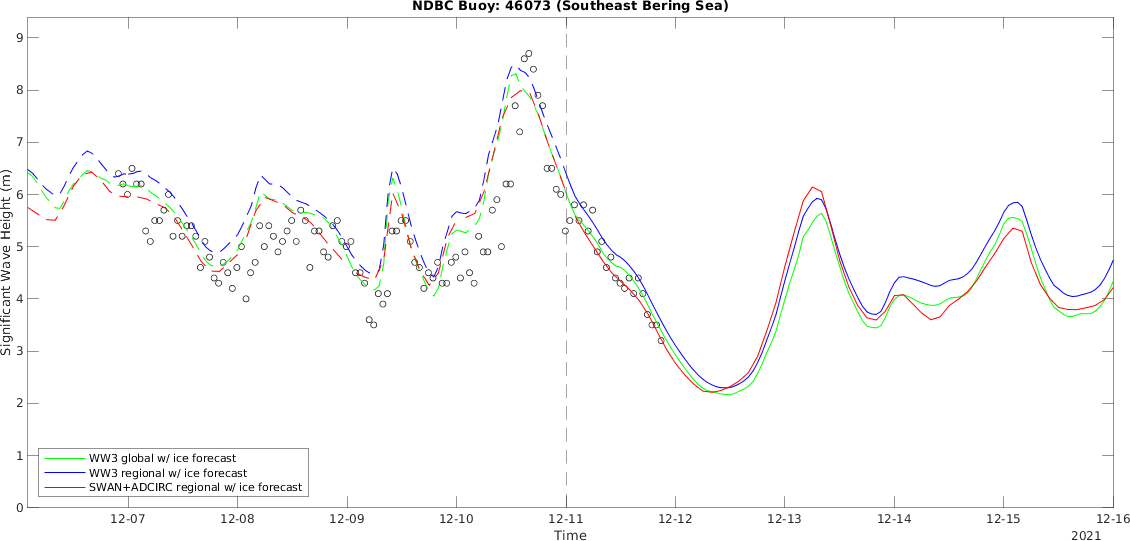 NDBC Buoy: 46073 (Southeast Bering Sea)
Significant Wave Height (m)
9
8
7
6
5
4
3
2
1
0
WW3 global w/ ice forecast
WW3 regional w/ ice forecast
SWAN+ADCIRC regional w/ ice forecast
12-07 12-08 12-09 12-10 12-11 12-12 12-13 12-14 12-15 12-16
Time
2021